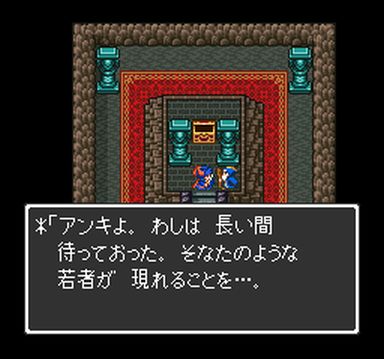 *「アンキよ。 わしは 長い間
待っておった。そなたのような
若者が 現れることを…。